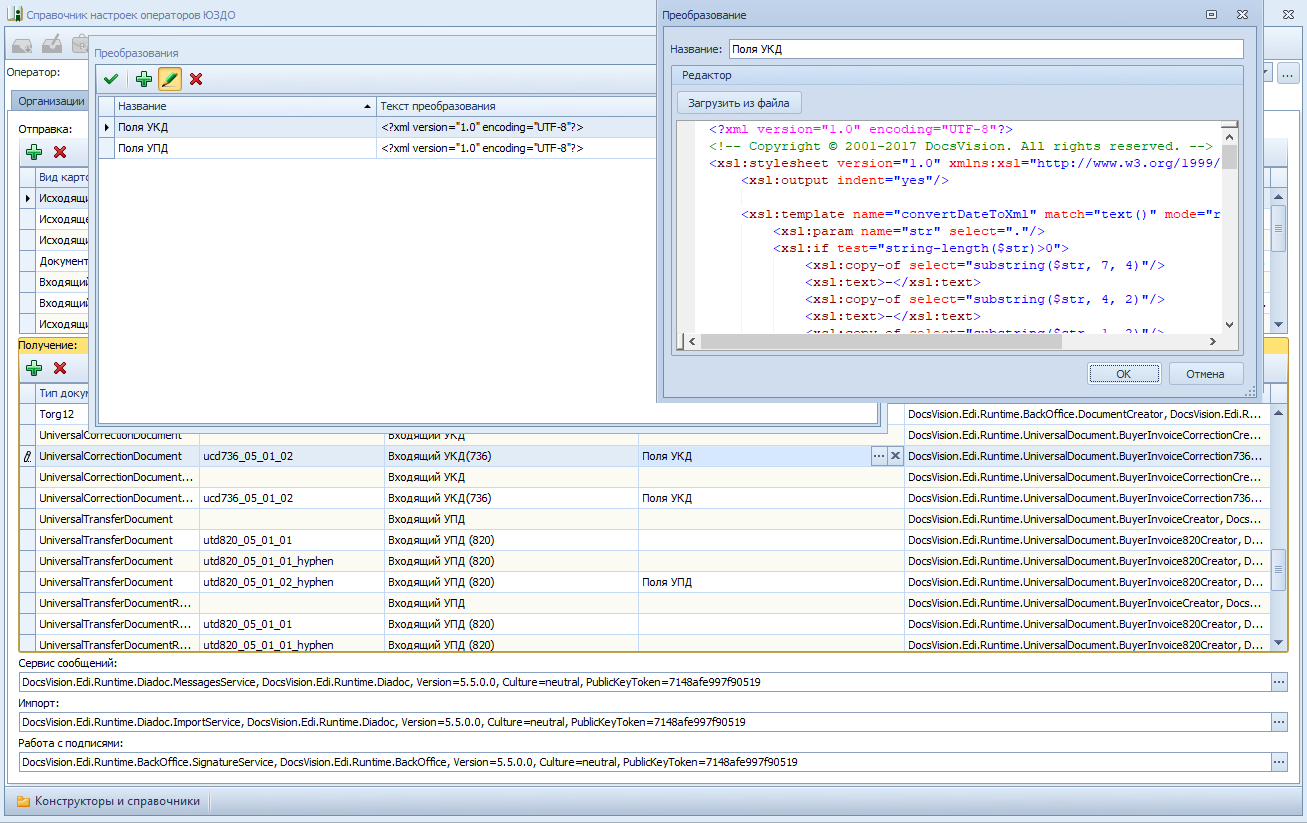 Справочник настроек операторов ЮЗДО
Оператор:
Организации
Отправка:
Вид карто
Исходящи
Исходяще
Исходящи
Документ
Входящий
Входящий
Исходящи
Преобразования
Название Текст преобразования
Поля УКД <?xml version="1.0" encoding="UTF-8"?>
Поля УПД <?xml version="1.0" encoding="UTF-8"?>
Преобразование
Название: Поля УКД
Редактор
Загрузить из файла
<?xml version="1.0" encoding="UTF-8"?>
<!-- Copyright © 2001-2017 DocsVision. All rights reserved. -->
<xsl:stylesheet version="1.0" xmlns:xsl="http://www.w3.org/1999/
<xsl:output indent="yes"/>
<xsl:template name="convertDateToXml" match="text()" mode="r
<xsl:param name="str" select="."/>
<xsl:if test="string-length($str)>0">
<xsl:copy-of select="substring($str, 7, 4)"/>
<xsl:text>-</xsl:text>
<xsl:copy-of select="substring($str, 4, 2)"/>
<xsl:text>-</xsl:text>
<xsl:copy-of select="substring($str, 1, 2)"/>
OK Отмена
Получение:
Тип докум
Torg12 DocsVision.Edi.Runtime.BackOffice.DocumentCreator, DocsVision.Edi.R...
UniversalCorrectionDocument Входящий УКД DocsVision.Edi.Runtime.UniversalDocument.BuyerInvoiceCorrectionCre...
UniversalCorrectionDocument ucd736_05_01_02 Входящий УКД(736) Поля УКД DocsVision.Edi.Runtime.UniversalDocument.BuyerInvoiceCorrection736...
UniversalCorrectionDocument... Входящий УКД DocsVision.Edi.Runtime.UniversalDocument.BuyerInvoiceCorrectionCre...
UniversalCorrectionDocument... ucd736_05_01_02 Входящий УКД(736) Поля УКД DocsVision.Edi.Runtime.UniversalDocument.BuyerInvoiceCorrection736...
UniversalTransferDocument Входящий УПД DocsVision.Edi.Runtime.UniversalDocument.BuyerInvoiceCreator, Docs...
UniversalTransferDocument utd820_05_01_01 Входящий УПД (820) DocsVision.Edi.Runtime.UniversalDocument.BuyerInvoice820Creator, D...
UniversalTransferDocument utd820_05_01_01_hyphen Входящий УПД (820) DocsVision.Edi.Runtime.UniversalDocument.BuyerInvoice820Creator, D...
UniversalTransferDocument utd820_05_01_02_hyphen Входящий УПД (820) Поля УПД DocsVision.Edi.Runtime.UniversalDocument.BuyerInvoice820Creator, D...
UniversalTransferDocumentR... Входящий УПД DocsVision.Edi.Runtime.UniversalDocument.BuyerInvoiceCreator, Docs...
UniversalTransferDocumentR... utd820_05_01_01 Входящий УПД (820) DocsVision.Edi.Runtime.UniversalDocument.BuyerInvoice820Creator, D...
UniversalTransferDocumentR... utd820_05_01_01_hyphen Входящий УПД (820) DocsVision.Edi.Runtime.UniversalDocument.BuyerInvoice820Creator, D...
Сервис сообщений:
DocsVision.Edi.Runtime.Diadoc.MessagesService, DocsVision.Edi.Runtime.Diadoc, Version=5.5.0.0, Culture=neutral, PublicKeyToken=7148afe997f90519
Импорт:
DocsVision.Edi.Runtime.Diadoc.ImportService, DocsVision.Edi.Runtime.Diadoc, Version=5.5.0.0, Culture=neutral, PublicKeyToken=7148afe997f90519
Работа с подписями:
DocsVision.Edi.Runtime.BackOffice.SignatureService, DocsVision.Edi.Runtime.BackOffice, Version=5.5.0.0, Culture=neutral, PublicKeyToken=7148afe997f90519
Конструкторы и справочники